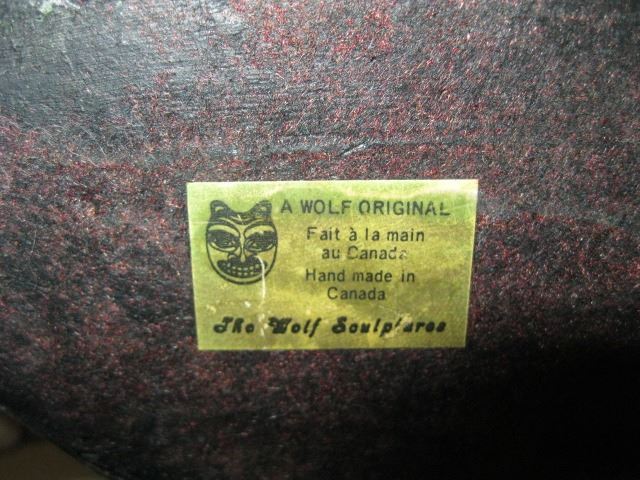 A WOLF ORIGINAL
Fait à la main
au Canada
Hand made in
Canada
The Wolf Sculptures